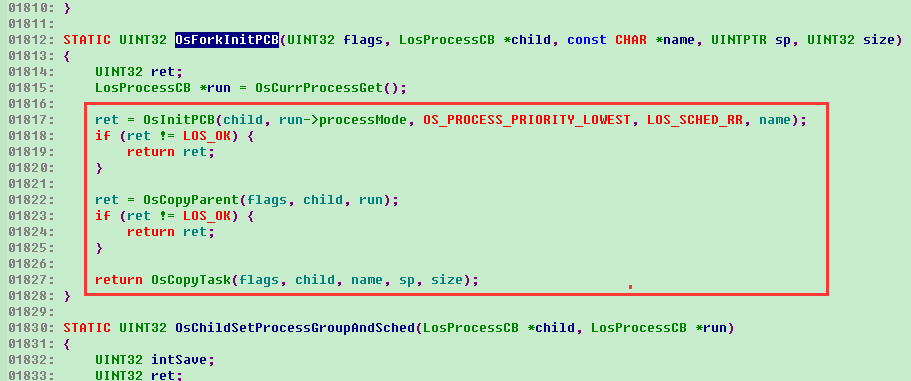 01810: }
01811:
01812: STATIC UINT32 OsForkInitPCB(UINT32 flags, LosProcessCB *child, const CHAR *name, UINTPTR sp, UINT32 size)
01813: {
01814:     UINT32 ret;
01815:     LosProcessCB *run = OsCurrProcessGet();
01816:
01817:     ret = OsInitPCB(child, run->processMode, OS_PROCESS_PRIORITY_LOWEST, LOS_SCHED_RR, name);
01818:     if (ret != LOS_OK) {
01819:         return ret;
01820:     }
01821:
01822:     ret = OsCopyParent(flags, child, run);
01823:     if (ret != LOS_OK) {
01824:         return ret;
01825:     }
01826:
01827:     return OsCopyTask(flags, child, name, sp, size);
01828: }
01829:
01830: STATIC UINT32 OsChildSetProcessGroupAndSched(LosProcessCB *child, LosProcessCB *run)
01831: {
01832:     UINT32 intSave;
01833:     UINT32 ret;